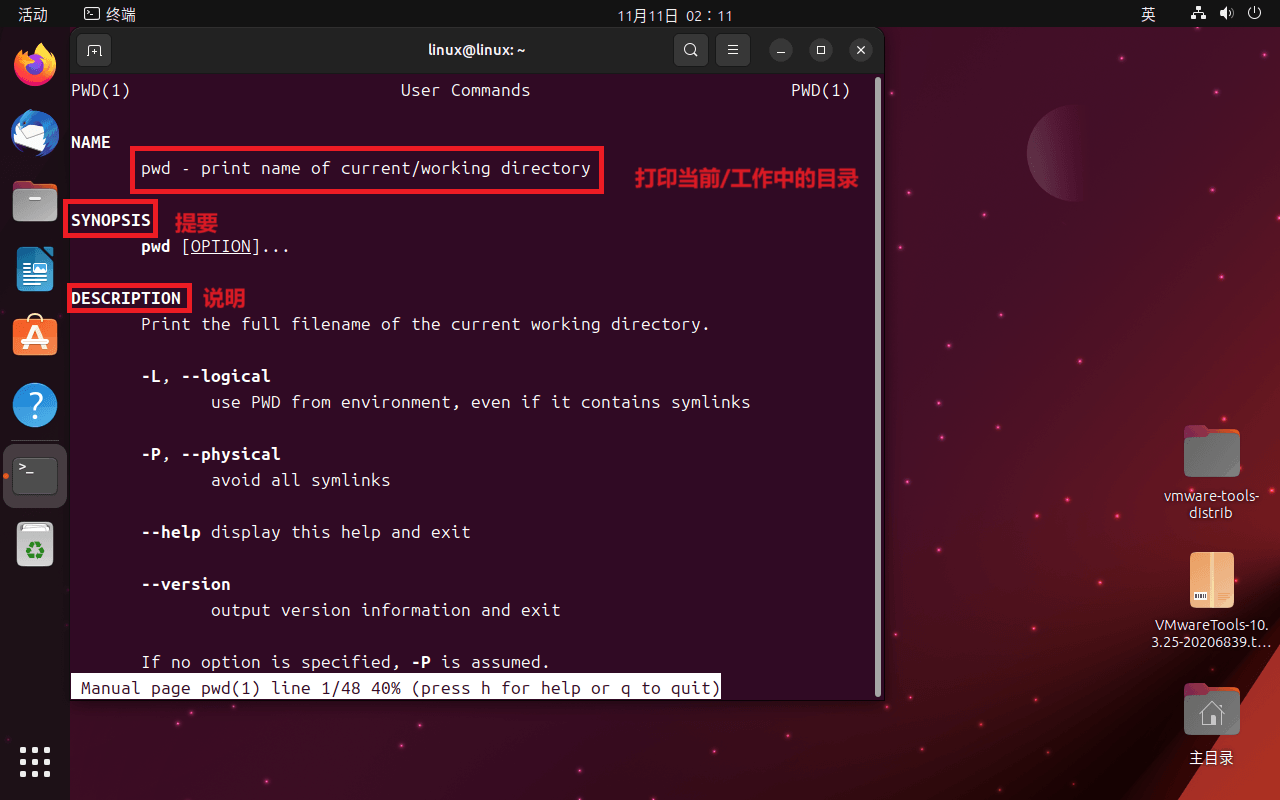 活动 终端 11月11日 02：11 英
linux@linux: ~
PWD(1) User Commands PWD(1)
NAME
pwd - print name of current/working directory 打印当前/工作中的目录
SYNOPSIS 提要
pwd [OPTION]...
DESCRIPTION 说明
Print the full filename of the current working directory.
-L, --logical
use PWD from environment, even if it contains symlinks
-P, --physical
avoid all symlinks
--help display this help and exit
--version
output version information and exit
If no option is specified, -P is assumed.
Manual page pwd(1) line 1/48 40% (press h for help or q to quit)
vmware-tools-
distrib
VMwareTools-10.
3.25-20206839.t...
主目录